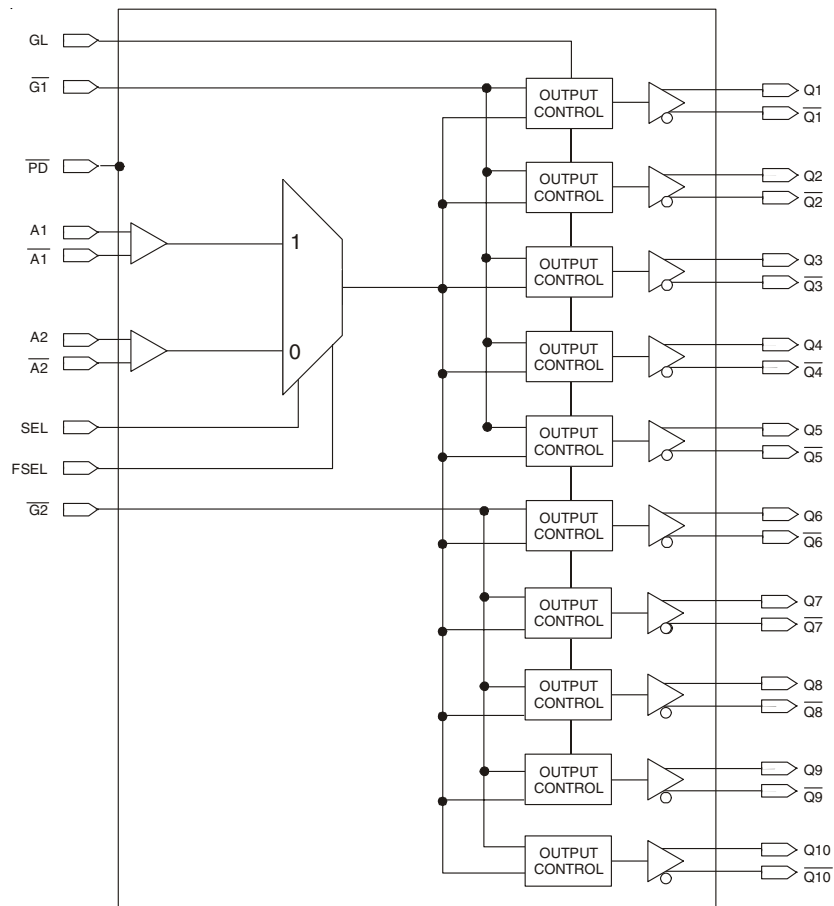 GL
G1
PD
A1
A1
A2
A2
SEL
FSEL
G2
1
0
OUTPUT
CONTROL
Q1
Q1
OUTPUT
CONTROL
Q2
Q2
OUTPUT
CONTROL
Q3
Q3
OUTPUT
CONTROL
Q4
Q4
OUTPUT
CONTROL
Q5
Q5
OUTPUT
CONTROL
Q6
Q6
OUTPUT
CONTROL
Q7
Q7
OUTPUT
CONTROL
Q8
Q8
OUTPUT
CONTROL
Q9
Q9
OUTPUT
CONTROL
Q10
Q10